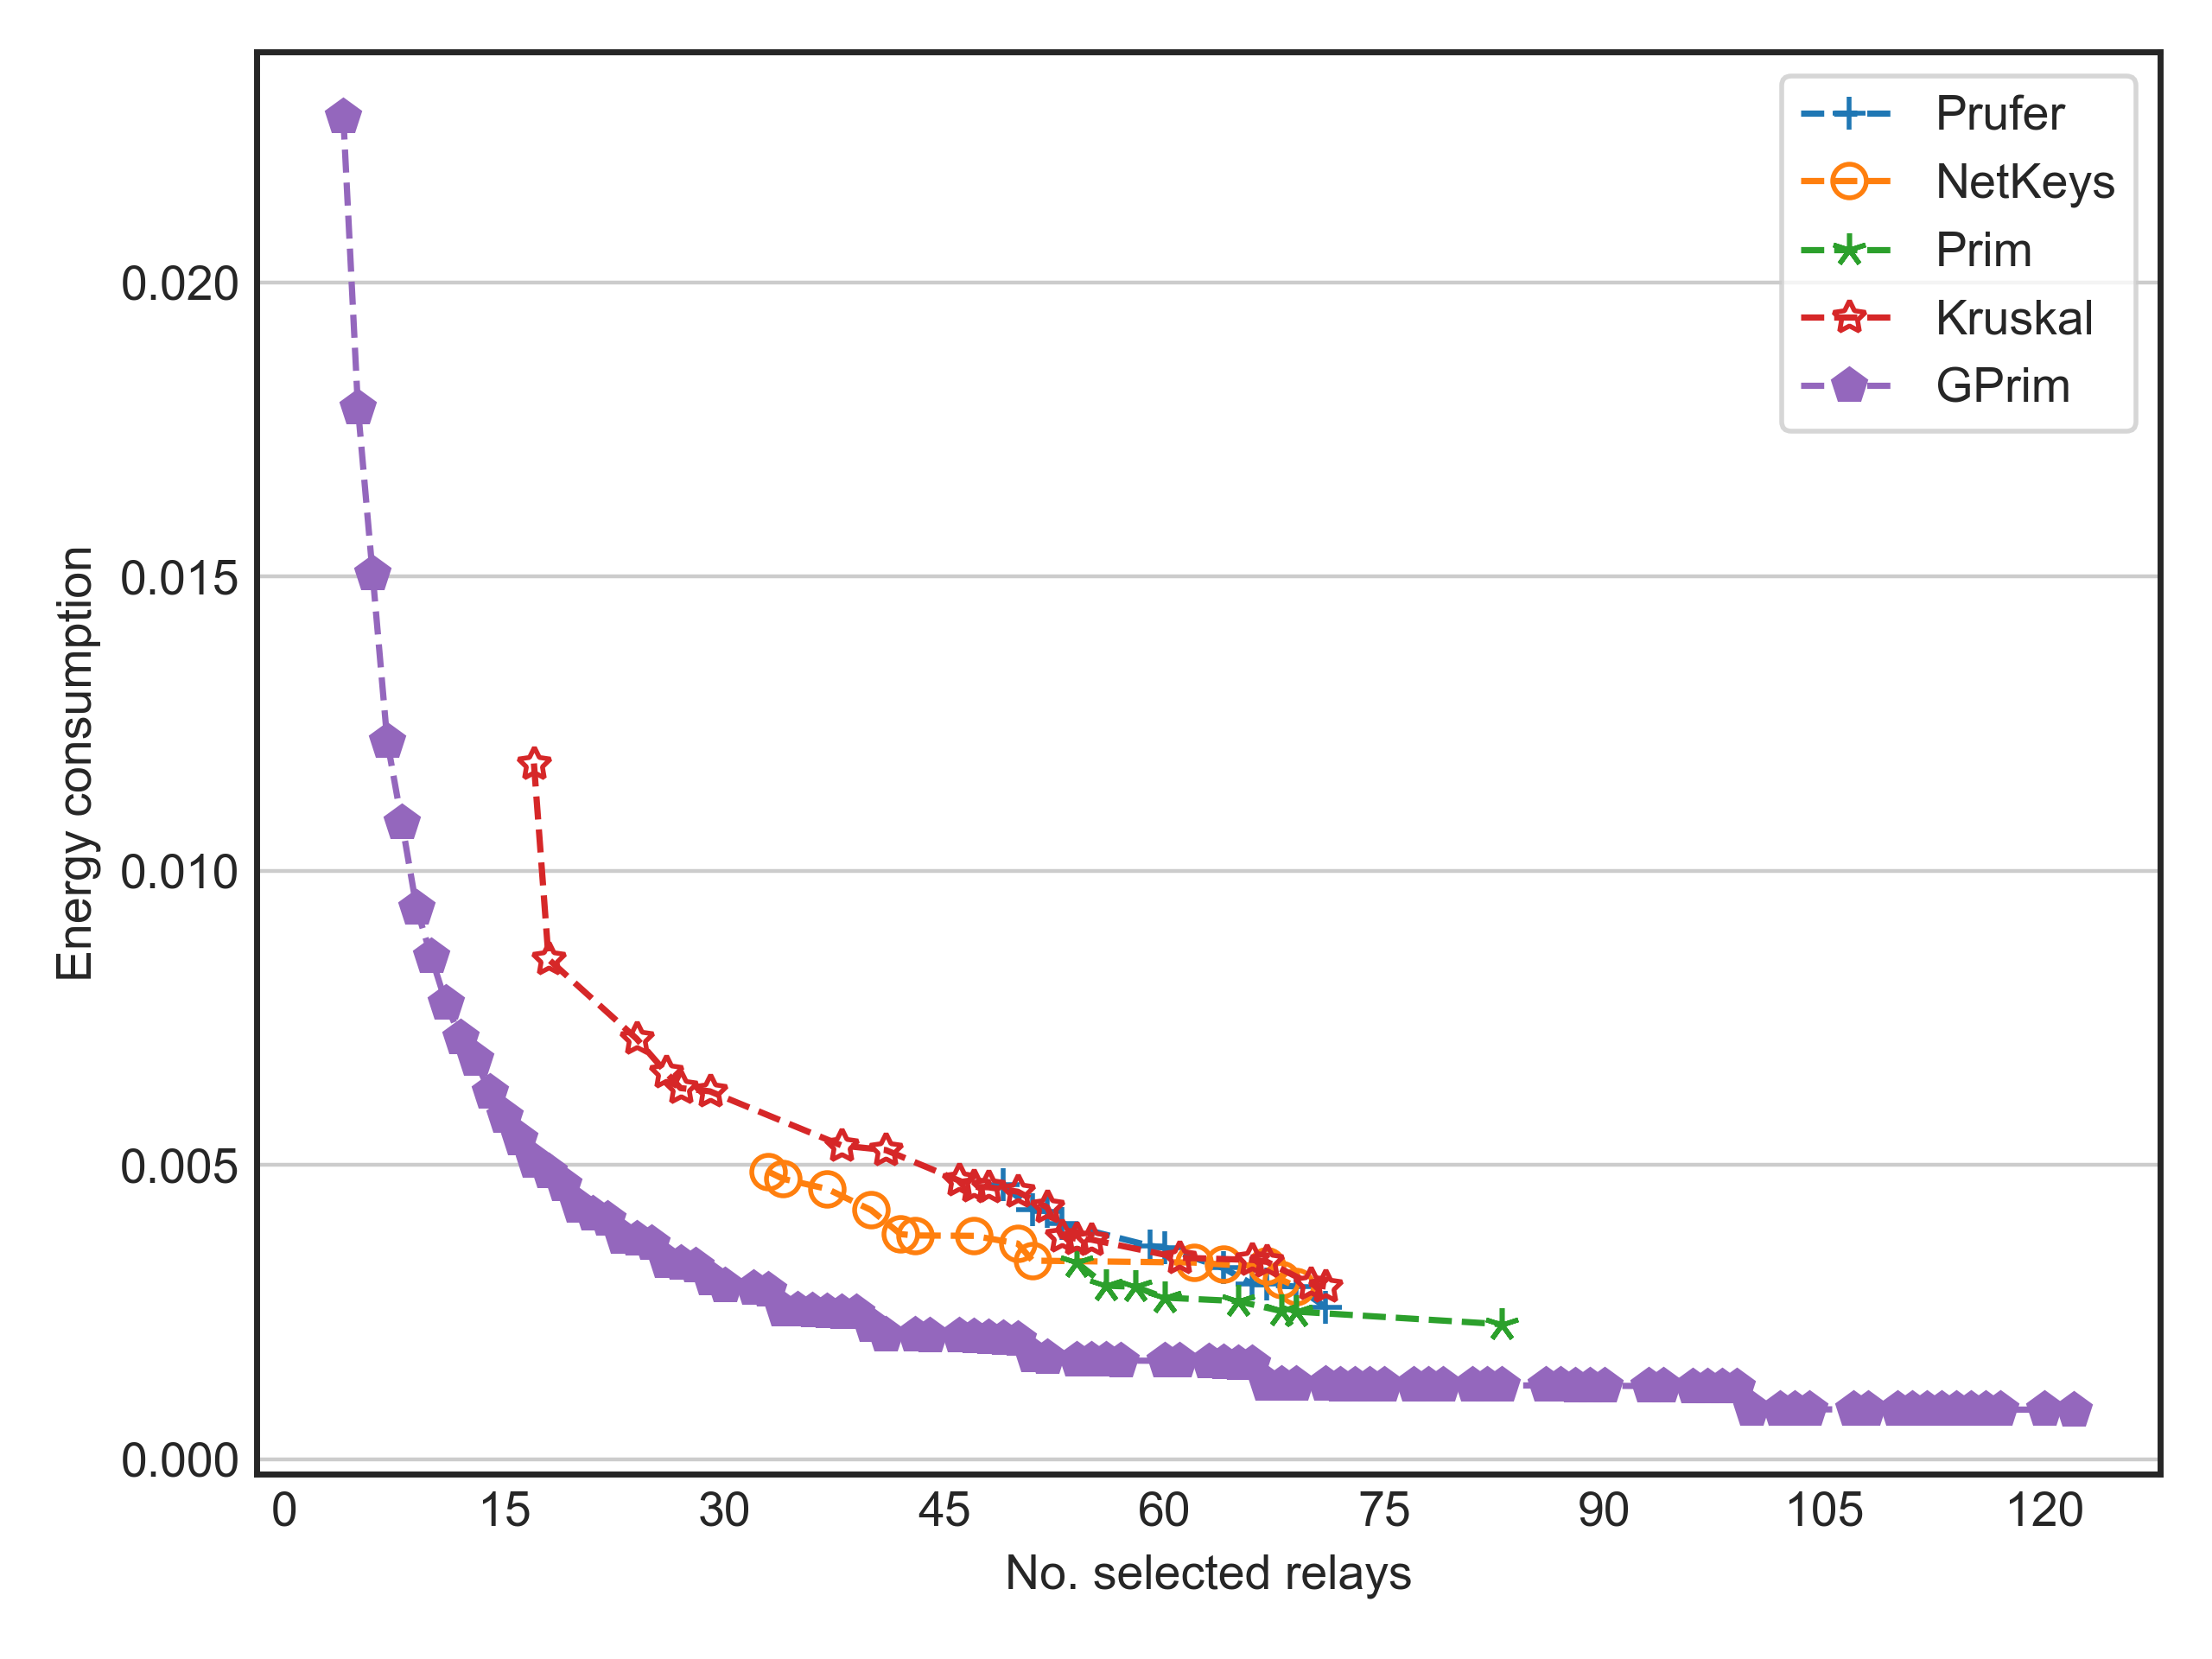 Prufer
NetKeys
Prim
Kruskal
GPrim
Energy consumption
0.020
0.015
0.010
0.005
0.000
0 15 30 45 60 75 90 105 120
No. selected relays